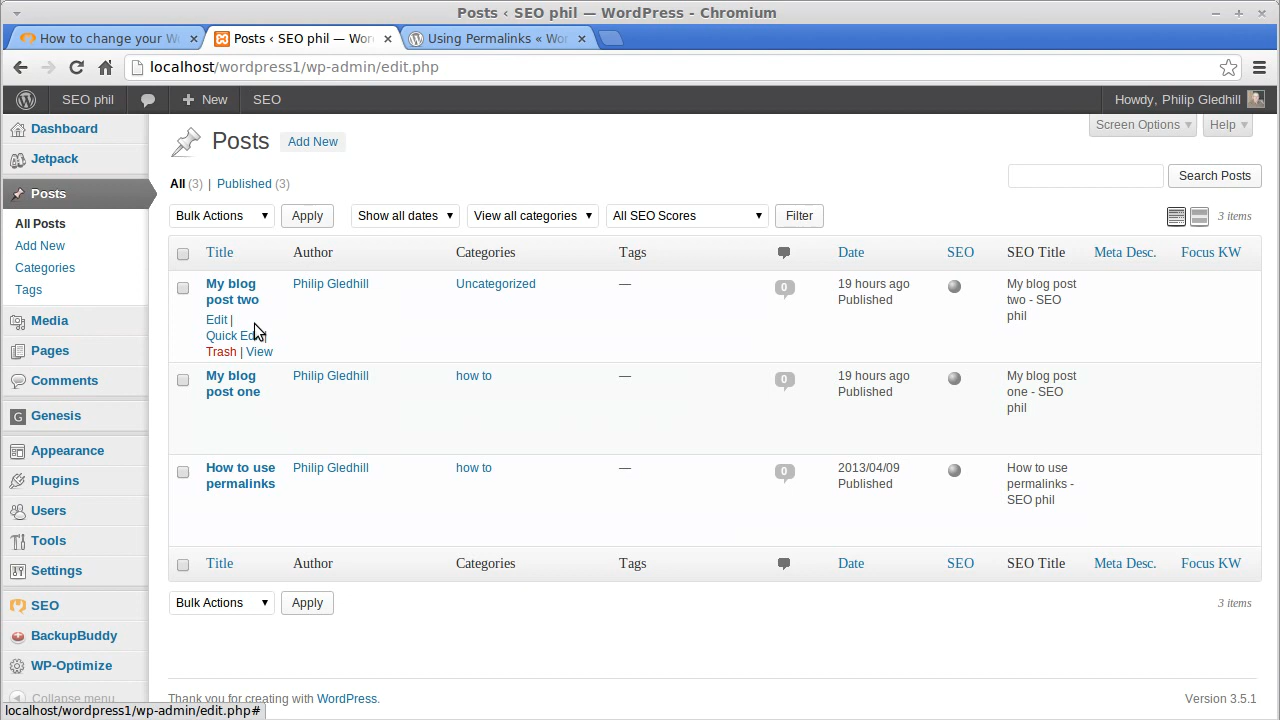 Posts ‹ SEO phil — WordPress - Chromium
How to change your W
Posts ‹ SEO phil — Wor
Using Permalinks « Wor
localhost/wordpress1/wp-admin/edit.php
SEO phil
New
SEO
Howdy, Philip Gledhill
Dashboard
Jetpack
Posts
All Posts
Add New
Categories
Tags
Media
Pages
Comments
Genesis
Appearance
Plugins
Users
Tools
Settings
SEO
BackupBuddy
WP-Optimize
Collapse menu
Posts
Add New
Screen Options
Help
All (3) | Published (3)
Search Posts
Bulk Actions
Apply
Show all dates
View all categories
All SEO Scores
Filter
3 items
Title
Author
Categories
Tags
Date
SEO
SEO Title
Meta Desc.
Focus KW
My blog
post two
Edit |
Quick Edit |
Trash | View
Philip Gledhill
Uncategorized
—
0
19 hours ago
Published
My blog post
two - SEO
phil
My blog
post one
Philip Gledhill
how to
—
0
19 hours ago
Published
My blog post
one - SEO
phil
How to use
permalinks
Philip Gledhill
how to
—
0
2013/04/09
Published
How to use
permalinks -
SEO phil
Title
Author
Categories
Tags
Date
SEO
SEO Title
Meta Desc.
Focus KW
Bulk Actions
Apply
3 items
Thank you for creating with WordPress.
Version 3.5.1
localhost/wordpress1/wp-admin/edit.php#